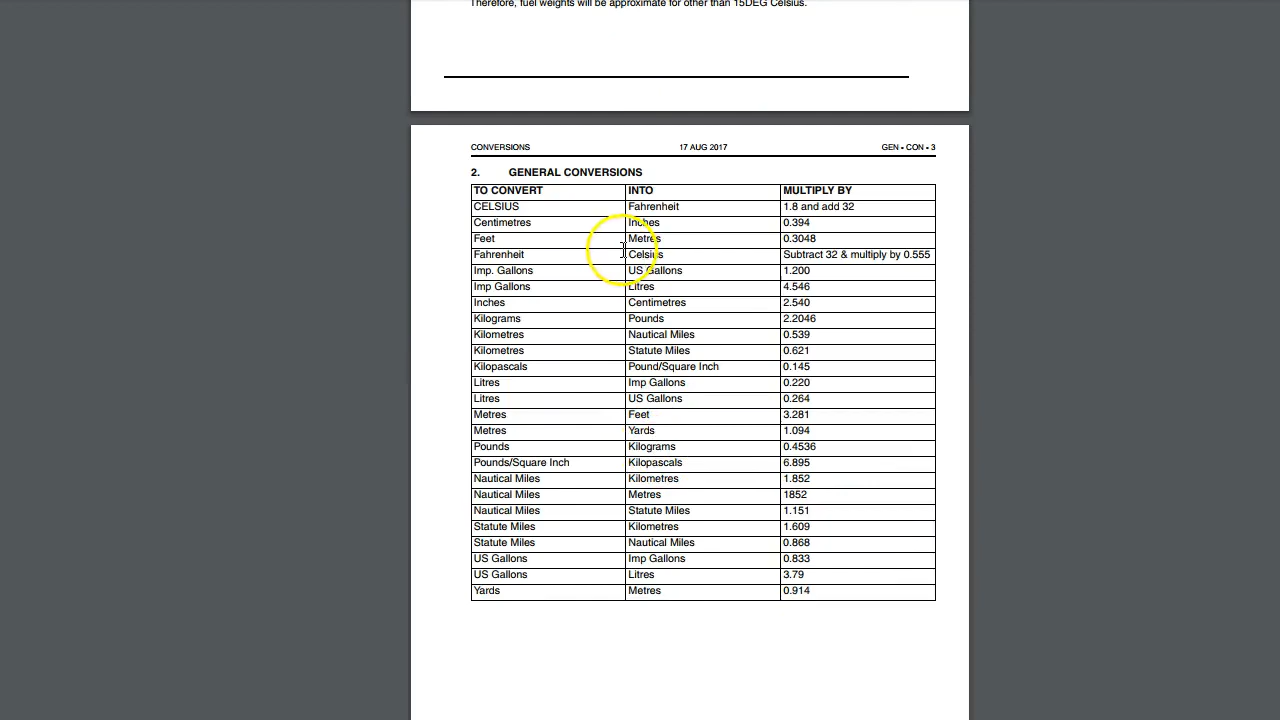 Therefore, fuel weights will be approximate for other than 15DEG Celsius.
CONVERSIONS 17 AUG 2017 GEN • CON • 3
2. GENERAL CONVERSIONS
TO CONVERT INTO MULTIPLY BY
CELSIUS Fahrenheit 1.8 and add 32
Centimetres Inches 0.394
Feet Metres 0.3048
Fahrenheit Celsius Subtract 32 & multiply by 0.555
Imp. Gallons US Gallons 1.200
Imp Gallons Litres 4.546
Inches Centimetres 2.540
Kilograms Pounds 2.2046
Kilometres Nautical Miles 0.539
Kilometres Statute Miles 0.621
Kilopascals Pound/Square Inch 0.145
Litres Imp Gallons 0.220
Litres US Gallons 0.264
Metres Feet 3.281
Metres Yards 1.094
Pounds Kilograms 0.4536
Pounds/Square Inch Kilopascals 6.895
Nautical Miles Kilometres 1.852
Nautical Miles Metres 1852
Nautical Miles Statute Miles 1.151
Statute Miles Kilometres 1.609
Statute Miles Nautical Miles 0.868
US Gallons Imp Gallons 0.833
US Gallons Litres 3.79
Yards Metres 0.914